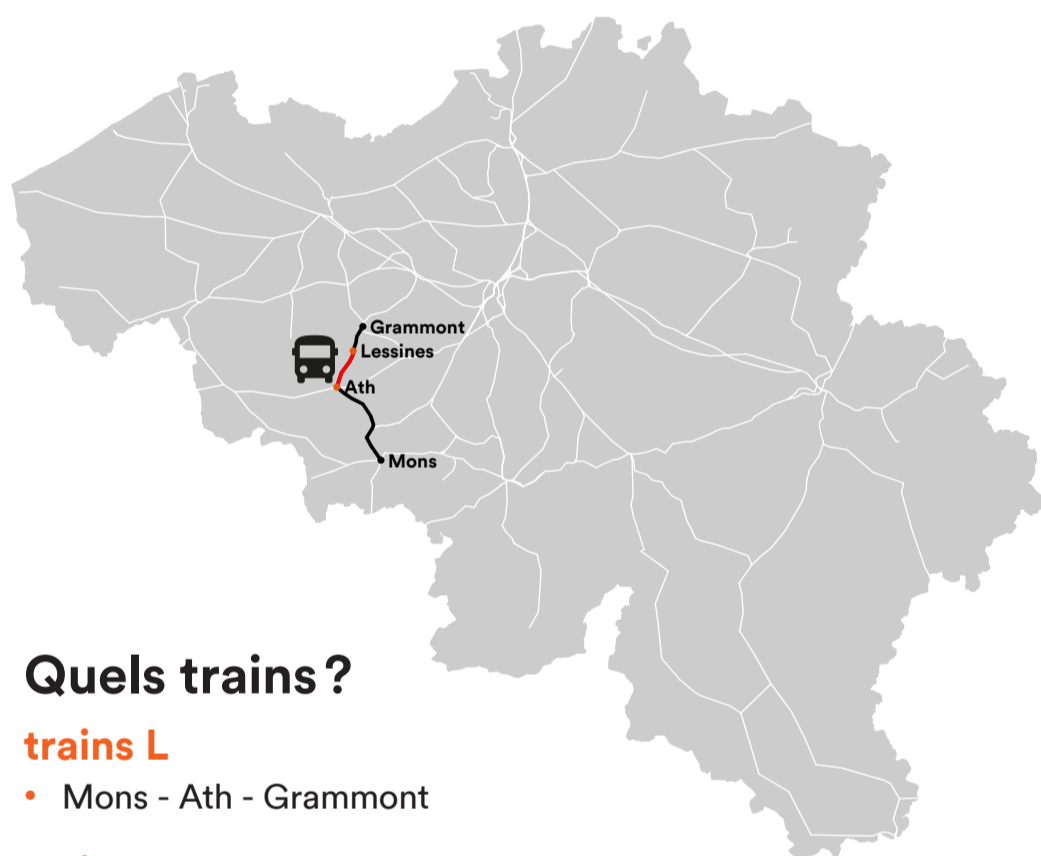 Grammont
Lessines
Ath
Mons
Quels trains ?
trains L
• Mons - Ath - Grammont